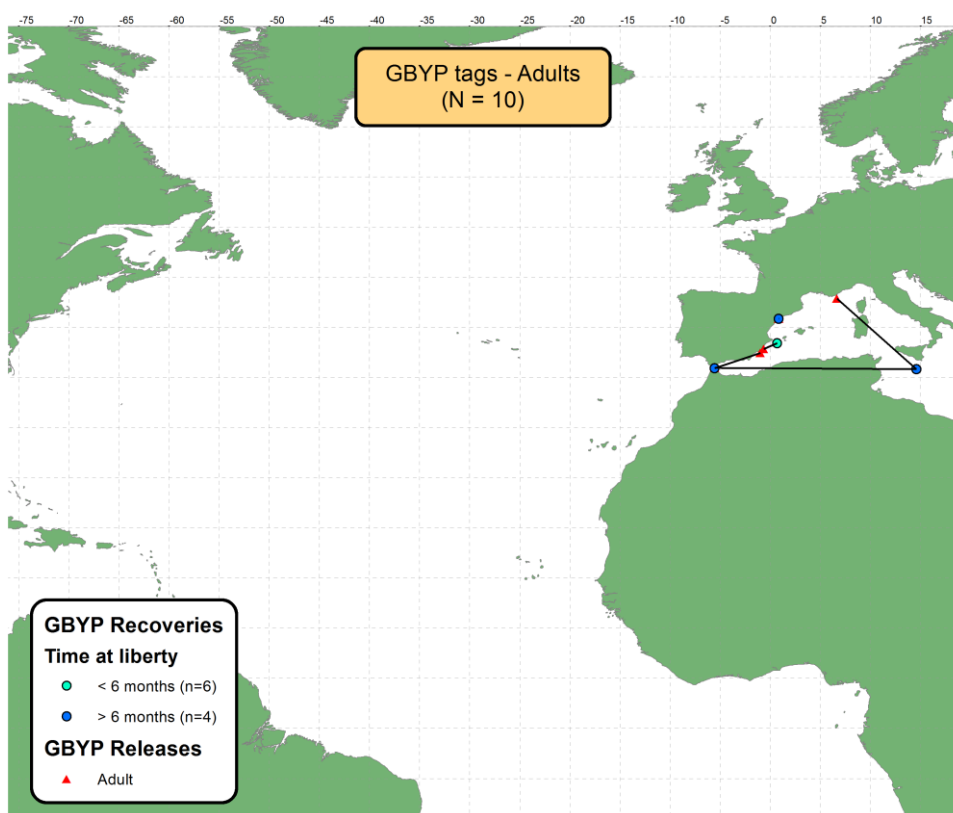 -75 -70 -65 -60 -55 -50 -45 -40 -35 -30 -25 -20 -15 -10 -5 0 5 10 15
GBYP tags - Adults
(N = 10)
GBYP Recoveries
Time at liberty
< 6 months (n=6)
> 6 months (n=4)
GBYP Releases
Adult